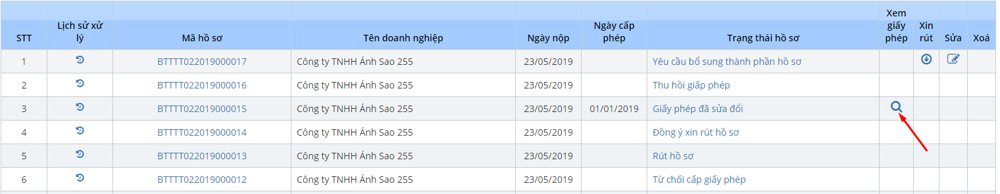 STT Lịch sử xử lý Mã hồ sơ Tên doanh nghiệp Ngày nộp Ngày cấp phép Trạng thái hồ sơ Xem giấy phép Xin rút Sửa Xoá
1 BTTTT022019000017 Công ty TNHH Ánh Sao 255 23/05/2019 Yêu cầu bổ sung thành phần hồ sơ
2 BTTTT022019000016 Công ty TNHH Ánh Sao 255 23/05/2019 Thu hồi giấp phép
3 BTTTT022019000015 Công ty TNHH Ánh Sao 255 23/05/2019 01/01/2019 Giấy phép đã sửa đổi
4 BTTTT022019000014 Công ty TNHH Ánh Sao 255 23/05/2019 Đồng ý xin rút hồ sơ
5 BTTTT022019000013 Công ty TNHH Ánh Sao 255 23/05/2019 Rút hồ sơ
6 BTTTT022019000012 Công ty TNHH Ánh Sao 255 23/05/2019 Từ chối cấp giấy phép